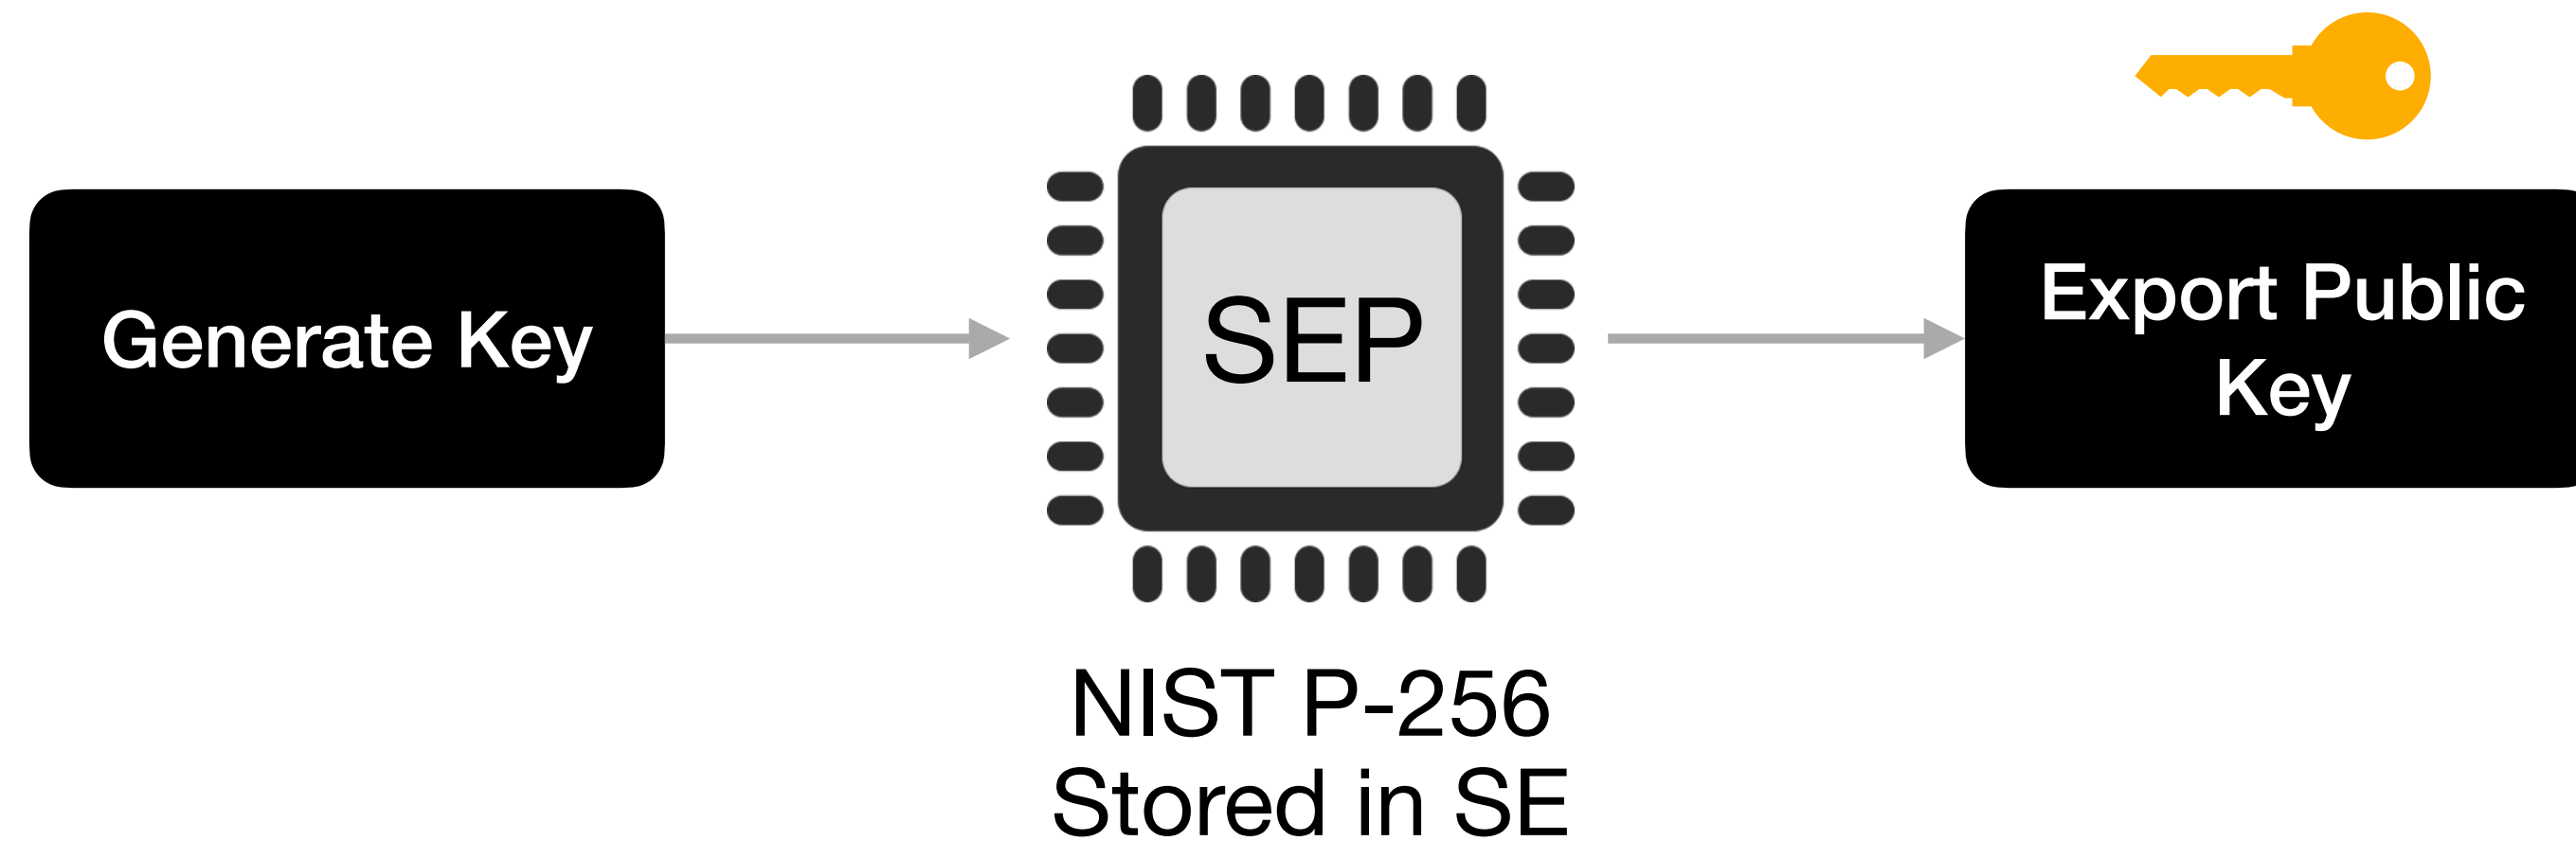 Generate Key
SEP
Export Public
Key
NIST P-256
Stored in SE